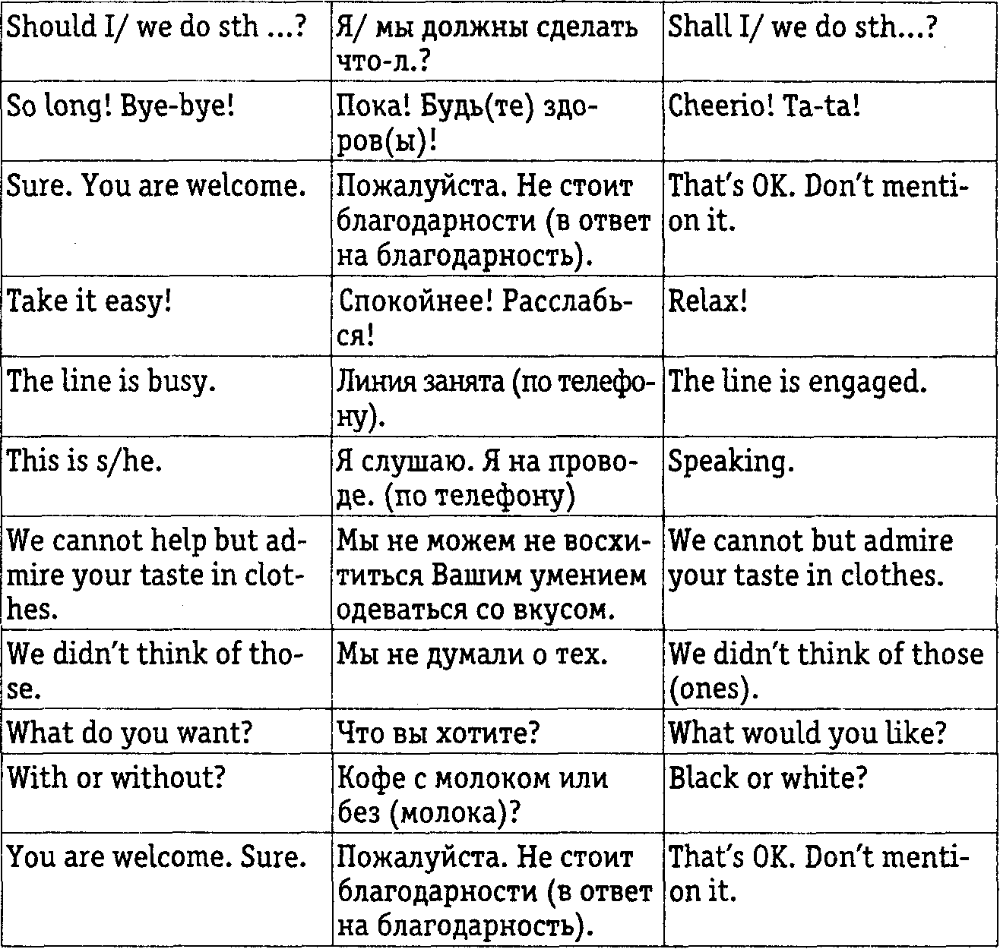 Should I/ we do sth ...?
Я/ мы должны сделать
что-л.?
Shall I/ we do sth...?
So long! Bye-bye!
Пока! Будь(те) здо-
ров(ы)!
Cheerio! Ta-ta!
Sure. You are welcome.
Пожалуйста. Не стоит
благодарности (в ответ
на благодарность).
That's OK. Don't menti-
on it.
Take it easy!
Спокойнее! Расслабь-
ся!
Relax!
The line is busy.
Линия занята (по телефо-
ну).
The line is engaged.
This is s/he.
Я слушаю. Я на прово-
де. (по телефону)
Speaking.
We cannot help but ad-
mire your taste in clot-
hes.
Мы не можем не восхи-
титься Вашим умением
одеваться со вкусом.
We cannot but admire
your taste in clothes.
We didn't think of tho-
se.
Мы не думали о тех.
We didn't think of those
(ones).
What do you want?
Что вы хотите?
What would you like?
With or without?
Кофе с молоком или
без (молока)?
Black or white?
You are welcome. Sure.
Пожалуйста. Не стоит
благодарности (в ответ
на благодарность).
That's OK. Don't menti-
on it.